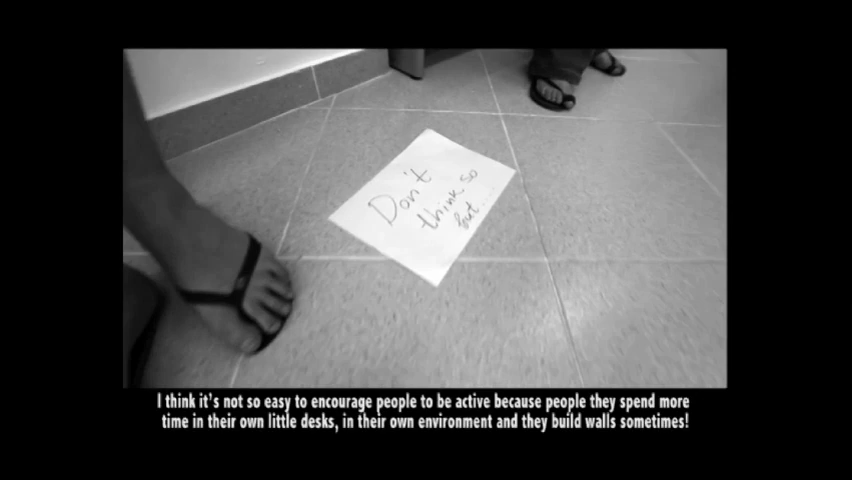 Don't
think so
but....
I think it's not so easy to encourage people to be active because people they spend more
time in their own little desks, in their own environment and they build walls sometimes!